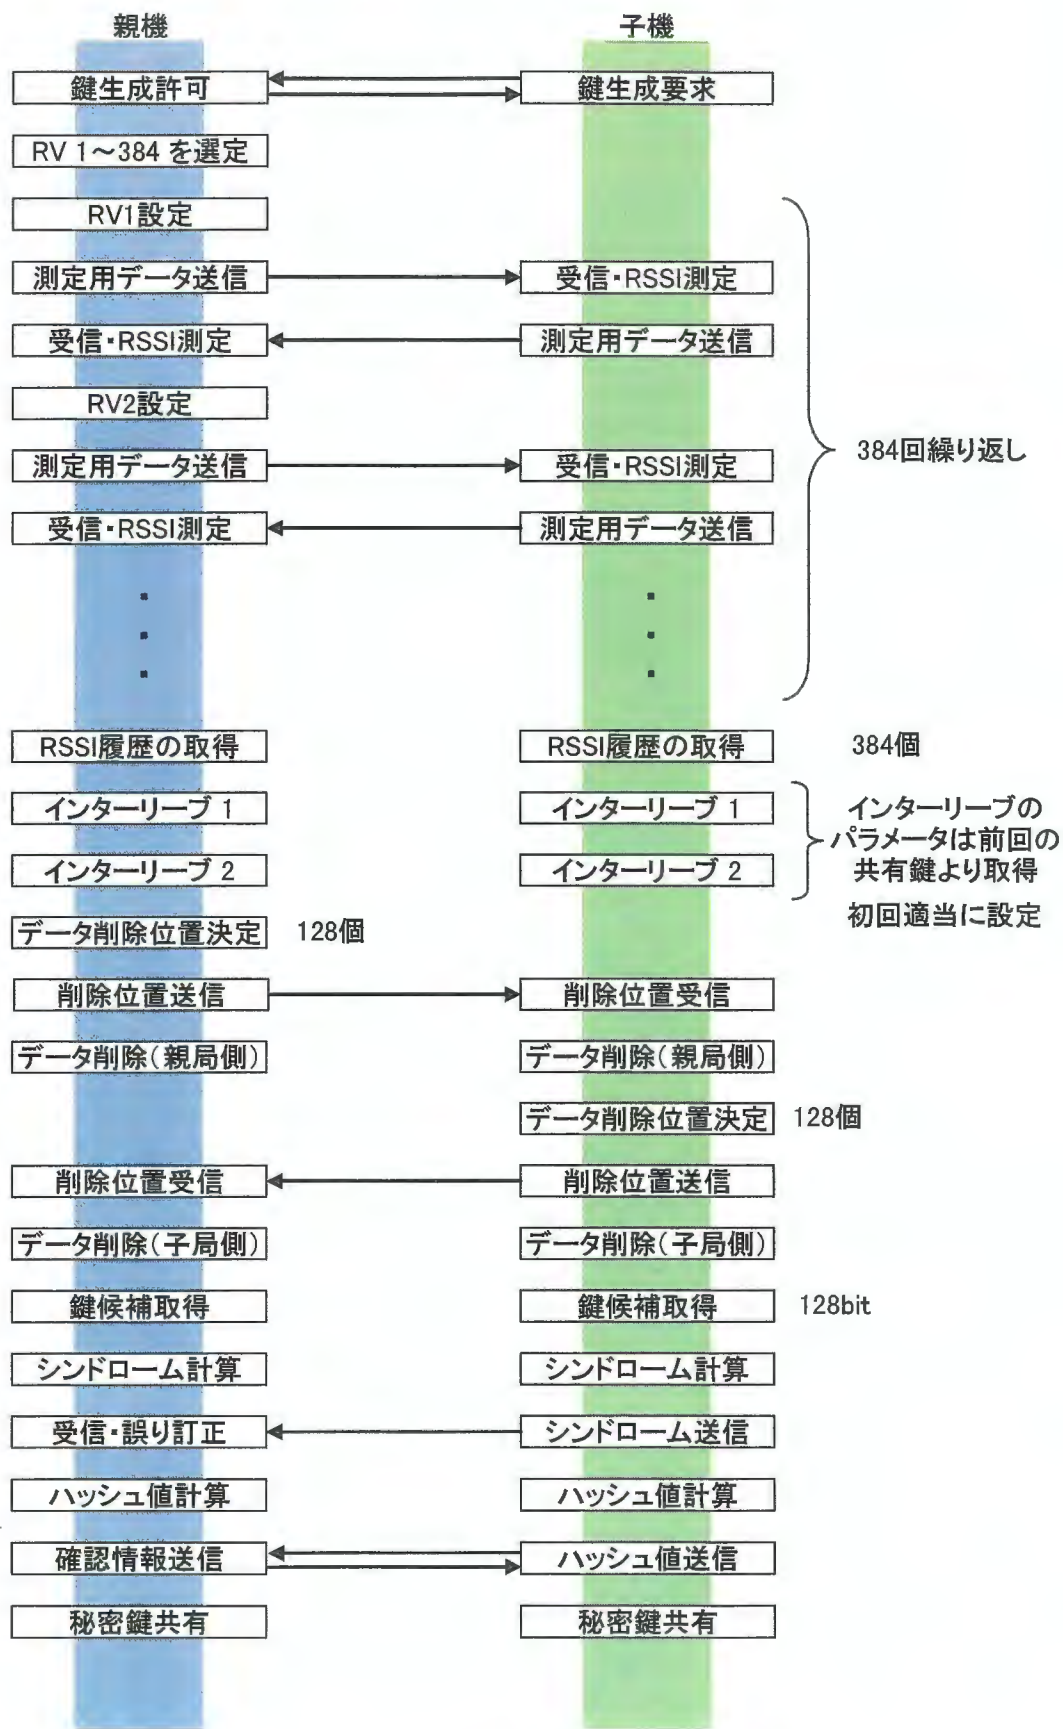 親機
子機
鍵生成許可
鍵生成要求
RV 1～384 を選定
RV1設定
測定用データ送信
受信・RSSI測定
受信・RSSI測定
測定用データ送信
RV2設定
測定用データ送信
受信・RSSI測定
384回繰り返し
受信・RSSI測定
測定用データ送信
RSSI履歴の取得
RSSI履歴の取得
384個
インターリーブ 1
インターリーブ 1
インターリーブ 2
インターリーブ 2
インターリーブの
パラメータは前回の
共有鍵より取得
初回適当に設定
データ削除位置決定
128個
削除位置送信
削除位置受信
データ削除(親局側)
データ削除(親局側)
データ削除位置決定
128個
削除位置受信
削除位置送信
データ削除(子局側)
データ削除(子局側)
鍵候補取得
鍵候補取得
128bit
シンドローム計算
シンドローム計算
受信・誤り訂正
シンドローム送信
ハッシュ値計算
ハッシュ値計算
確認情報送信
ハッシュ値送信
秘密鍵共有
秘密鍵共有